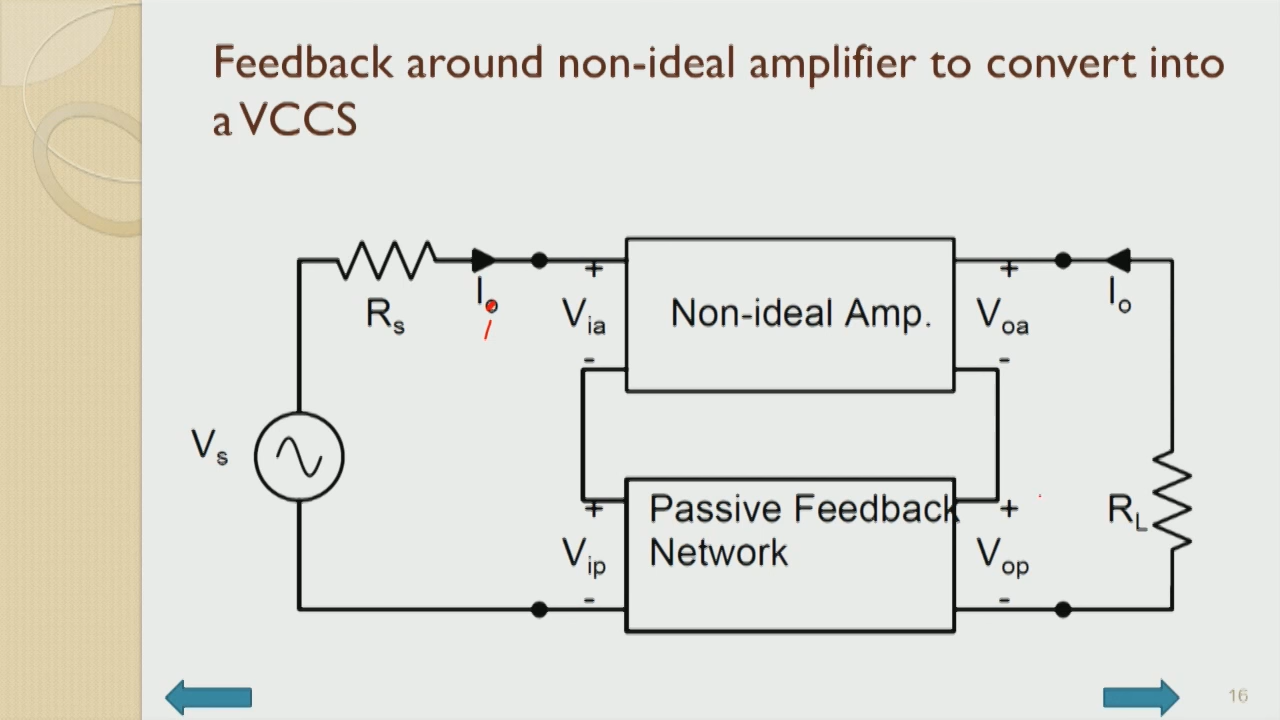 Feedback around non-ideal amplifier to convert into
a VCCS
Rs
Io
i
+
Via
-
Non-ideal Amp.
+
Voa
-
Io
Vs
+
Vip
-
Passive Feedback
Network
+
Vop
-
RL
16